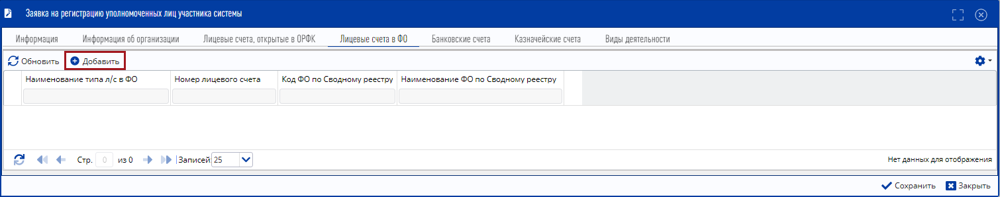 Заявка на регистрацию уполномоченных лиц участника системы
Информация Информация об организации Лицевые счета, открытые в ОРФК Лицевые счета в ФО Банковские счета Казначейские счета Виды деятельности
Обновить Добавить
Наименование типа л/с в ФО Номер лицевого счета Код ФО по Сводному реестру Наименование ФО по Сводному реестру
Стр. 0 из 0 Записей: 25 Нет данных для отображения
Сохранить Закрыть